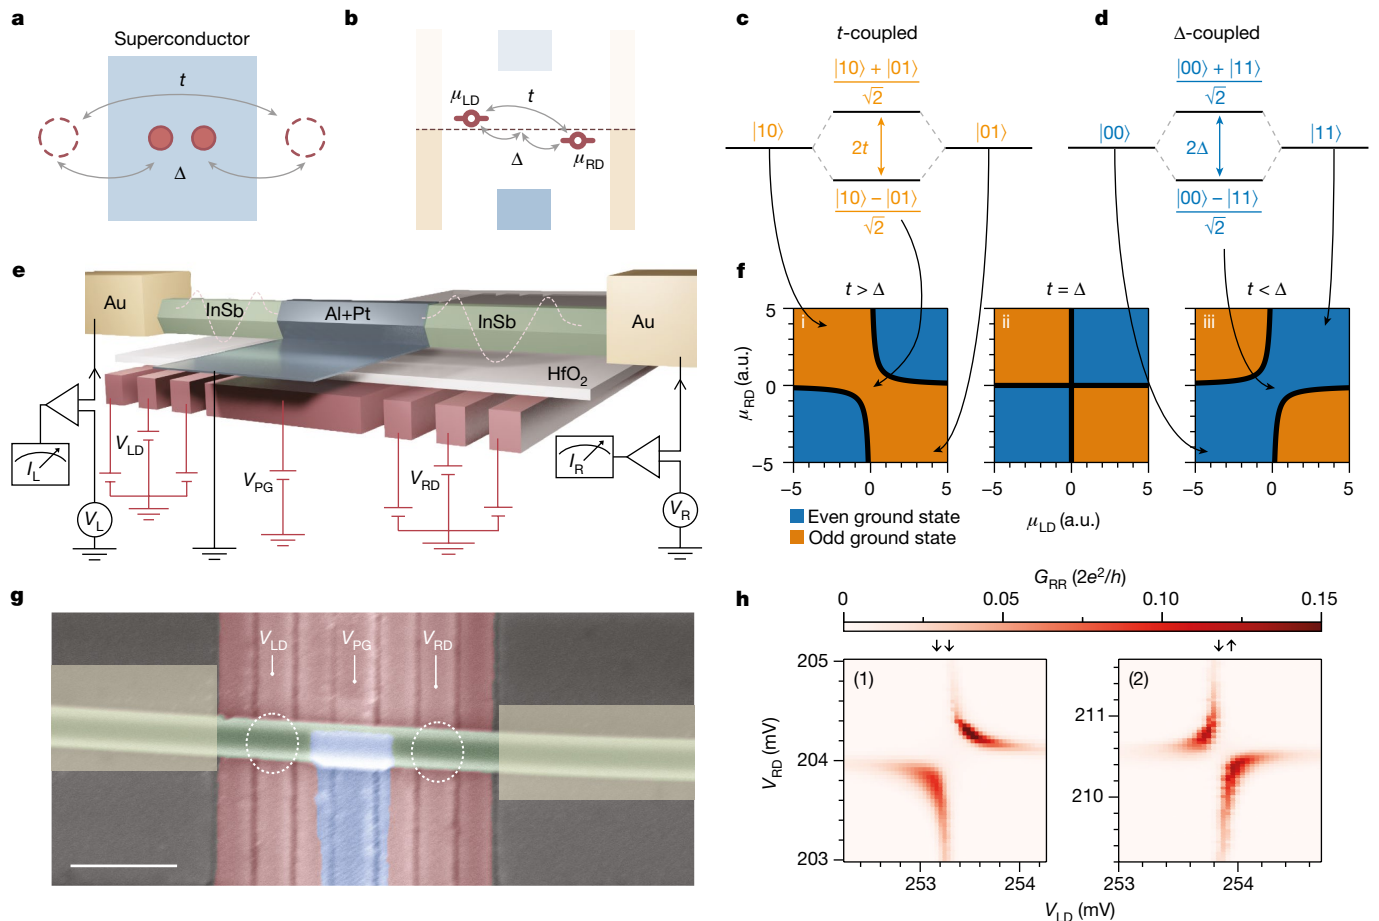 a
Superconductor
t
Δ
b
μLD
t
Δ
μRD
c
t-coupled
|10⟩ + |01⟩
√2
|10⟩
2t
|01⟩
|10⟩ − |01⟩
√2
d
Δ-coupled
|00⟩ + |11⟩
√2
|00⟩
2Δ
|11⟩
|00⟩ − |11⟩
√2
e
Au
InSb
Al+Pt
InSb
Au
HfO2
VLD
VPG
VRD
IL
IR
VL
VR
f
t > Δ
t = Δ
t < Δ
i
ii
iii
5
0
−5
μRD (a.u.)
−5 0 5
−5 0 5
−5 0 5
μLD (a.u.)
Even ground state
Odd ground state
g
VLD
VPG
VRD
h
GRR (2e²/h)
0 0.05 0.10 0.15
↓↓
↓↑
(1)
(2)
205
204
203
VRD (mV)
211
210
253 254
253 254
VLD (mV)